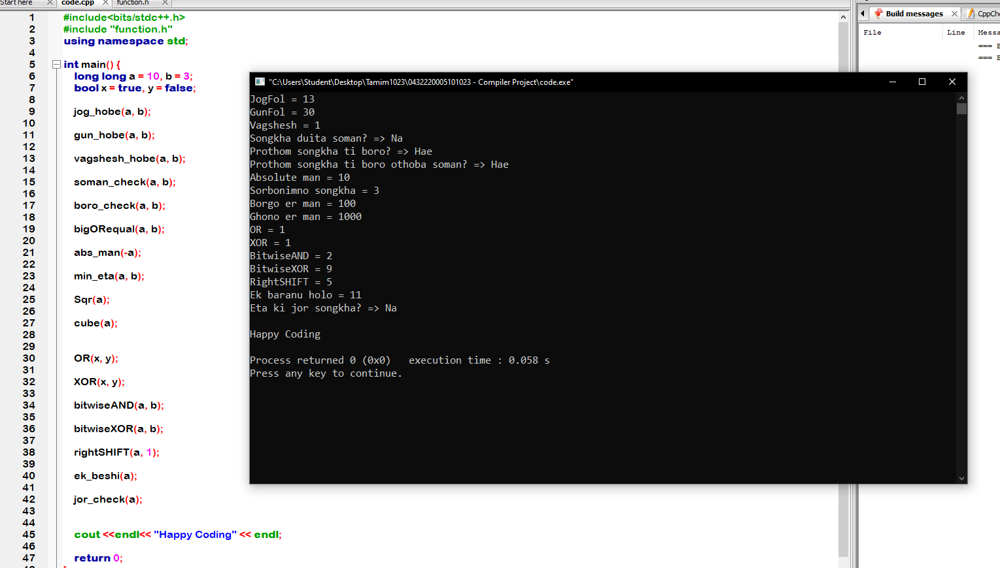 Start here
code.cpp
function.h
1 #include<bits/stdc++.h>
2 #include "function.h"
3 using namespace std;
4
5 int main() {
6 long long a = 10, b = 3;
7 bool x = true, y = false;
8
9 jog_hobe(a, b);
10
11 gun_hobe(a, b);
12
13 vagshesh_hobe(a, b);
14
15 soman_check(a, b);
16
17 boro_check(a, b);
18
19 bigORequal(a, b);
20
21 abs_man(-a);
22
23 min_eta(a, b);
24
25 Sqr(a);
26
27 cube(a);
28
29
30 OR(x, y);
31
32 XOR(x, y);
33
34 bitwiseAND(a, b);
35
36 bitwiseXOR(a, b);
37
38 rightSHIFT(a, 1);
39
40 ek_beshi(a);
41
42 jor_check(a);
43
44
45 cout <<endl<< "Happy Coding" << endl;
46
47 return 0;
"C:\Users\Student\Desktop\Tamim1023\0432220005101023 - Compiler Project\code.exe"
JogFol = 13
GunFol = 30
Vagshesh = 1
Songkha duita soman? => Na
Prothom songkha ti boro? => Hae
Prothom songkha ti boro othoba soman? => Hae
Absolute man = 10
Sorbonimno songkha = 3
Borgo er man = 100
Ghono er man = 1000
OR = 1
XOR = 1
BitwiseAND = 2
BitwiseXOR = 9
RightSHIFT = 5
Ek baranu holo = 11
Eta ki jor songkha? => Na
Happy Coding
Process returned 0 (0x0) execution time : 0.058 s
Press any key to continue.
Build messages
CppChe
File Line Messa
=== 
===